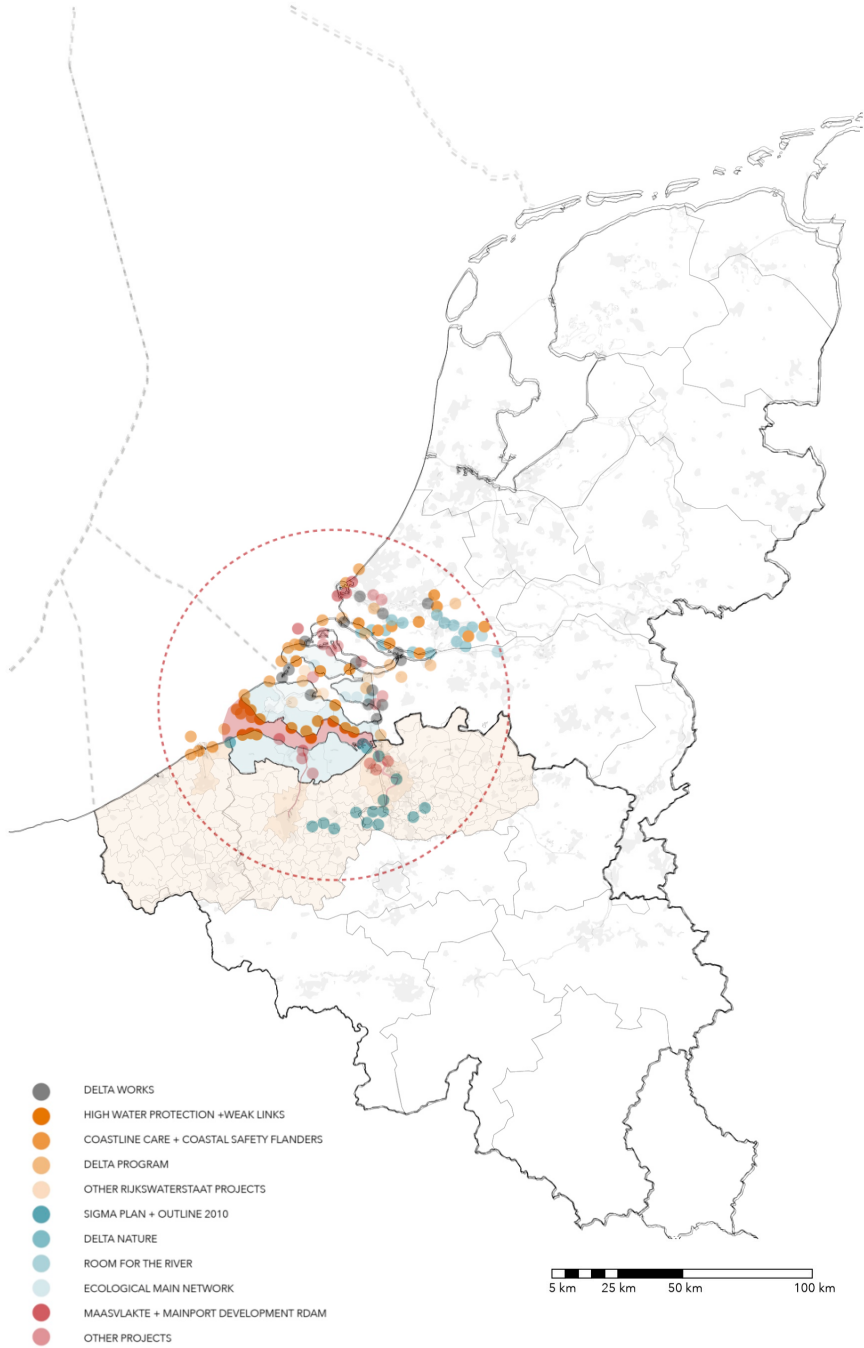 DELTA WORKS
HIGH WATER PROTECTION +WEAK LINKS
COASTLINE CARE + COASTAL SAFETY FLANDERS
DELTA PROGRAM
OTHER RIJKSWATERSTAAT PROJECTS
SIGMA PLAN + OUTLINE 2010
DELTA NATURE
ROOM FOR THE RIVER
ECOLOGICAL MAIN NETWORK
MAASVLAKTE + MAINPORT DEVELOPMENT RDAM
OTHER PROJECTS
5 km 25 km 50 km 100 km